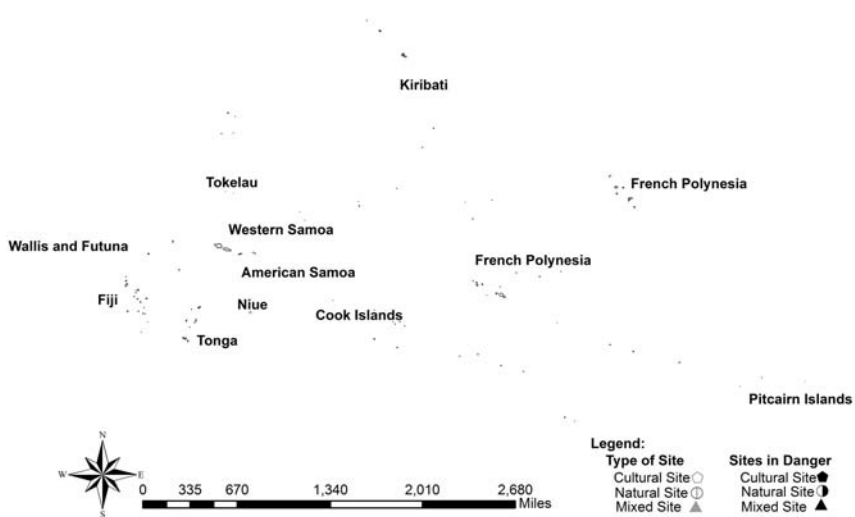 Kiribati
Tokelau
French Polynesia
Western Samoa
Wallis and Futuna
French Polynesia
American Samoa
Fiji
Niue
Cook Islands
Tonga
Pitcairn Islands
N
W
E
S
0 335 670 1,340 2,010 2,680
Miles
Legend:
Type of Site Sites in Danger
Cultural Site Cultural Site
Natural Site Natural Site
Mixed Site Mixed Site